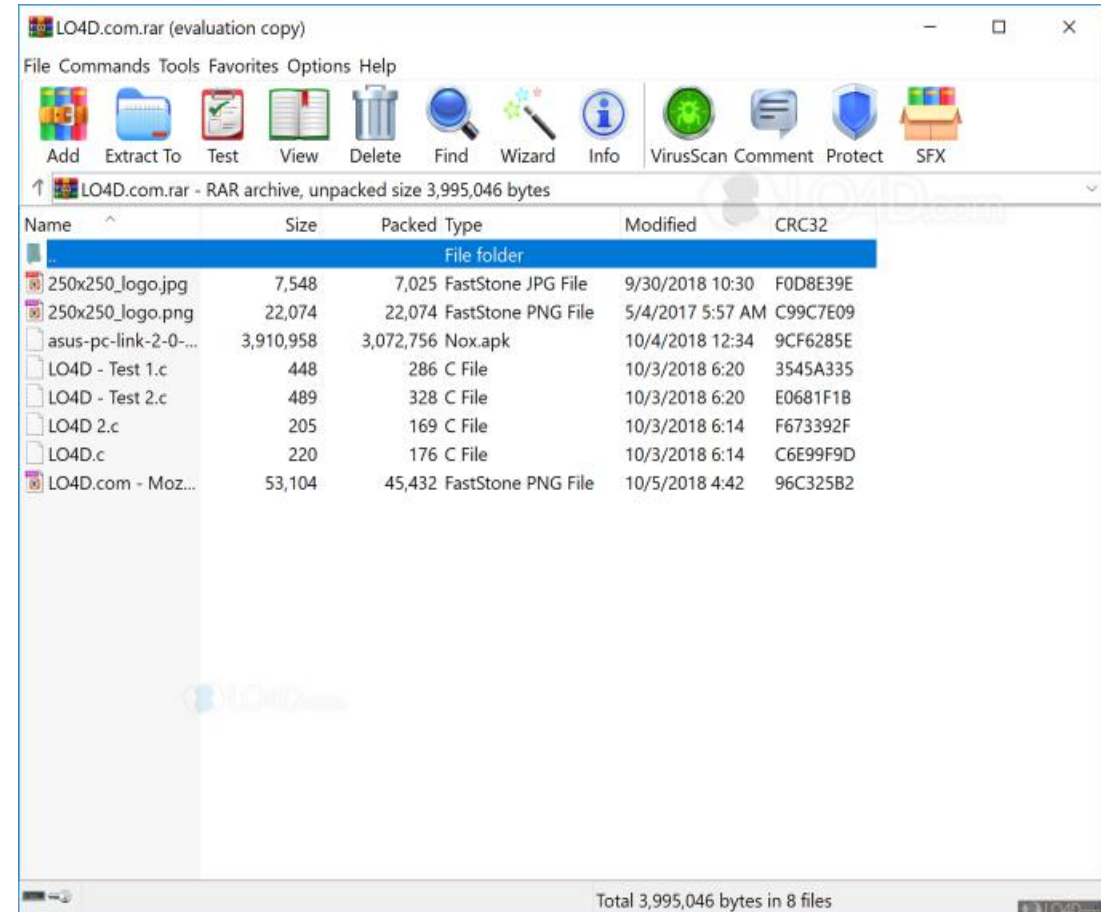 LO4D.com.rar (evaluation copy)
File Commands Tools Favorites Options Help
Add Extract To Test View Delete Find Wizard Info VirusScan Comment Protect SFX
LO4D.com.rar - RAR archive, unpacked size 3,995,046 bytes
LO4D.com
Name Size Packed Type Modified CRC32
.. File folder
250x250_logo.jpg 7,548 7,025 FastStone JPG File 9/30/2018 10:30 F0D8E39E
250x250_logo.png 22,074 22,074 FastStone PNG File 5/4/2017 5:57 AM C99C7E09
asus-pc-link-2-0-... 3,910,958 3,072,756 Nox.apk 10/4/2018 12:34 9CF6285E
LO4D - Test 1.c 448 286 C File 10/3/2018 6:20 3545A335
LO4D - Test 2.c 489 328 C File 10/3/2018 6:20 E0681F1B
LO4D 2.c 205 169 C File 10/3/2018 6:14 F673392F
LO4D.c 220 176 C File 10/3/2018 6:14 C6E99F9D
LO4D.com - Moz... 53,104 45,432 FastStone PNG File 10/5/2018 4:42 96C325B2
LO4D.com
Total 3,995,046 bytes in 8 files